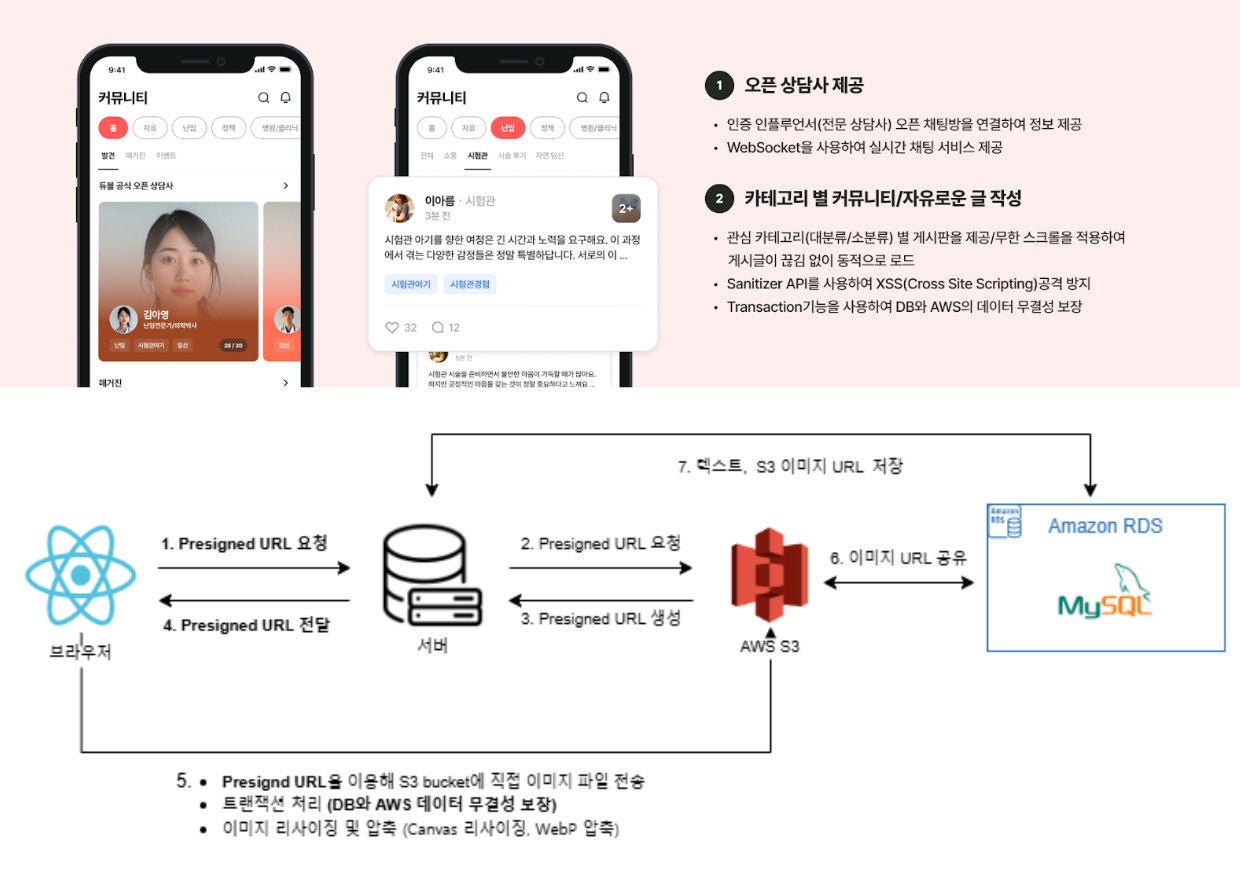 9:41
커뮤니티
홈
자유
난임
정책
병원/클리닉
발견
매거진
이벤트
듀블 공식 오픈 상담사
김아영
난임전문가/의학박사
난임
시험관아기
임신
28 / 30
임신
매거진
9:41
커뮤니티
홈
자유
난임
정책
병원/클리닉
전체
소통
시험관
시술 후기
자연 임신
이아름 · 시험관
3분 전
2+
시험관 아기를 향한 여정은 긴 시간과 노력을 요구해요. 이 과정
에서 겪는 다양한 감정들은 정말 특별하답니다. 서로의 이 ...
시험관아기
시험관경험
32
12
5분 전
시험관 시술을 준비하면서 불안한 마음이 가득할 때가 많아요.
하지만 긍정적인 마음을 갖는 것이 정말 중요하다고 느껴요 ...
1 오픈 상담사 제공
• 인증 인플루언서(전문 상담사) 오픈 채팅방을 연결하여 정보 제공
• WebSocket을 사용하여 실시간 채팅 서비스 제공
2 카테고리 별 커뮤니티/자유로운 글 작성
• 관심 카테고리(대분류/소분류) 별 게시판을 제공/무한 스크롤을 적용하여
게시글이 끊김 없이 동적으로 로드
• Sanitizer API를 사용하여 XSS(Cross Site Scripting)공격 방지
• Transaction기능을 사용하여 DB와 AWS의 데이터 무결성 보장
7. 텍스트, S3 이미지 URL 저장
1. Presigned URL 요청
4. Presigned URL 전달
브라우저
서버
2. Presigned URL 요청
3. Presigned URL 생성
AWS S3
6. 이미지 URL 공유
Amazon
RDS
Amazon RDS
MySQL
5. • Presignd URL을 이용해 S3 bucket에 직접 이미지 파일 전송
• 트랜잭션 처리 (DB와 AWS 데이터 무결성 보장)
• 이미지 리사이징 및 압축 (Canvas 리사이징, WebP 압축)